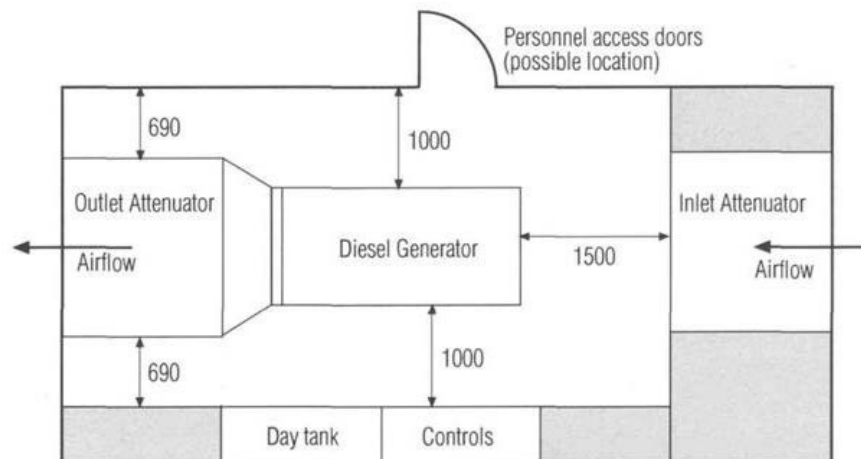 Personnel access doors
(possible location)
690
1000
Outlet Attenuator
Inlet Attenuator
Diesel Generator
Airflow
1500
Airflow
690
1000
Day tank
Controls